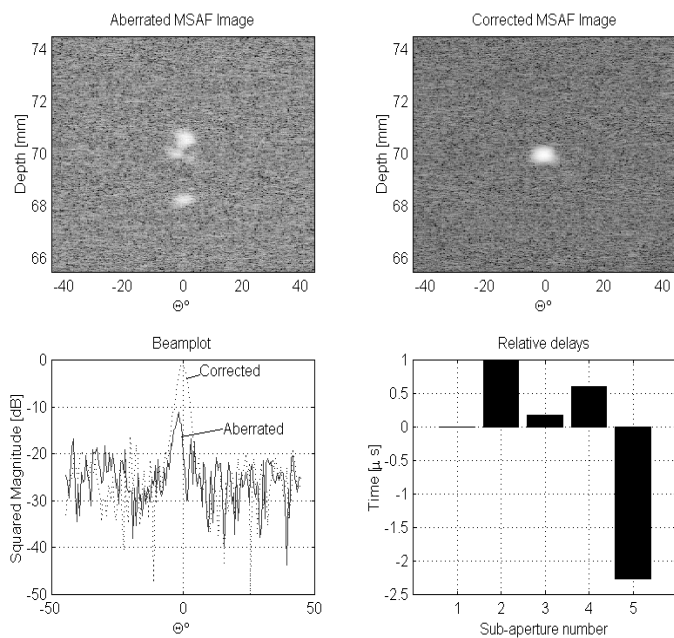 Aberrated MSAF Image
74
72
70
68
66
Depth [mm]
-40 -20 0 20 40
Θº
Corrected MSAF Image
74
72
70
68
66
Depth [mm]
-40 -20 0 20 40
Θº
Beamplot
0
-10
-20
-30
-40
-50
Squared Magnitude [dB]
Corrected
Aberrated
-50 0 50
Θº
Relative delays
1
0.5
0
-0.5
-1
-1.5
-2
-2.5
Time [μ s]
1 2 3 4 5
Sub-aperture number